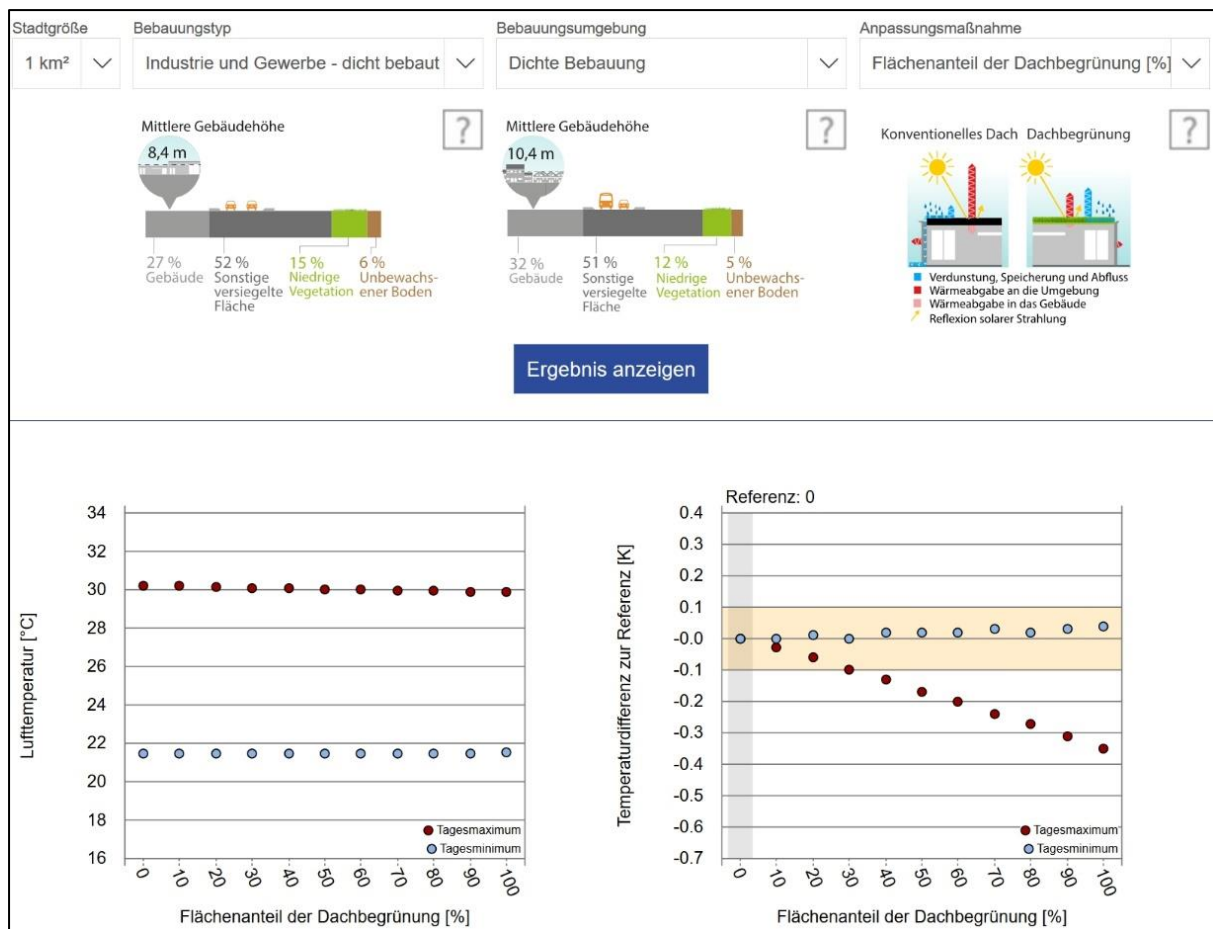 Stadtgröße
Bebauungstyp
Bebauungsumgebung
Anpassungsmaßnahme
1 km²
Industrie und Gewerbe - dicht bebaut
Dichte Bebauung
Flächenanteil der Dachbegrünung [%]
Mittlere Gebäudehöhe
8,4 m
27 %
Gebäude
52 %
Sonstige
versiegelte
Fläche
15 %
Niedrige
Vegetation
6 %
Unbewachs-
ener Boden
?
Mittlere Gebäudehöhe
10,4 m
32 %
Gebäude
51 %
Sonstige
versiegelte
Fläche
12 %
Niedrige
Vegetation
5 %
Unbewachs-
ener Boden
?
Konventionelles Dach Dachbegrünung
Verdunstung, Speicherung und Abfluss
Wärmeabgabe an die Umgebung
Wärmeabgabe in das Gebäude
Reflexion solarer Strahlung
?
Ergebnis anzeigen
Lufttemperatur [°C]
34
32
30
28
26
24
22
20
18
16
Tagesmaximum
Tagesminimum
0 10 20 30 40 50 60 70 80 90 100
Flächenanteil der Dachbegrünung [%]
Referenz: 0
Temperaturdifferenz zur Referenz [K]
0.4
0.3
0.2
0.1
-0.0
-0.1
-0.2
-0.3
-0.4
-0.5
-0.6
-0.7
Tagesmaximum
Tagesminimum
0 10 20 30 40 50 60 70 80 90 100
Flächenanteil der Dachbegrünung [%]